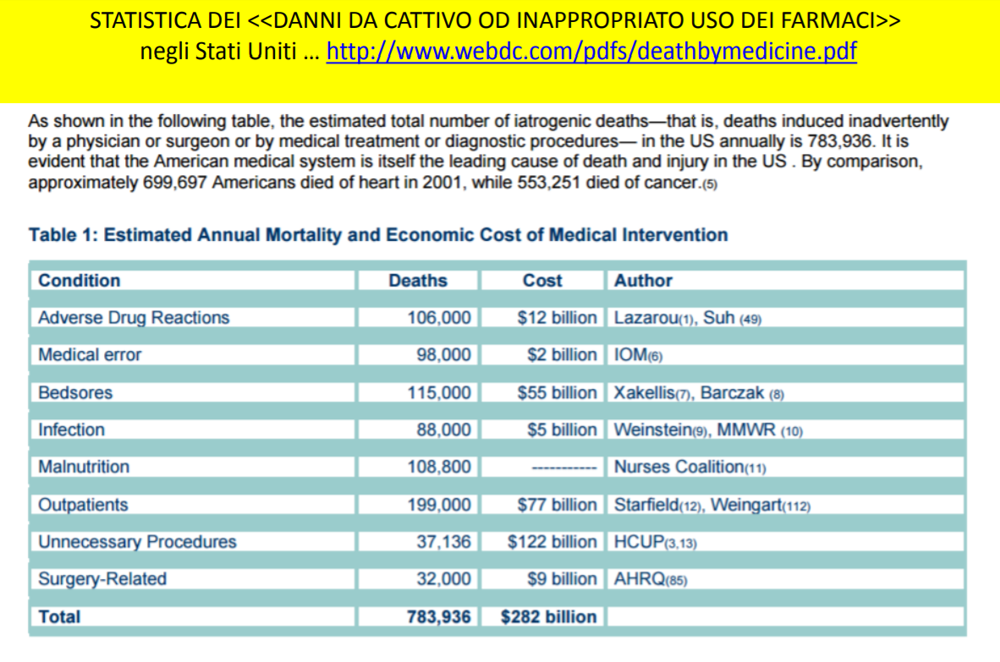 STATISTICA DEI <<DANNI DA CATTIVO OD INAPPROPRIATO USO DEI FARMACI>>
negli Stati Uniti … http://www.webdc.com/pdfs/deathbymedicine.pdf
As shown in the following table, the estimated total number of iatrogenic deaths—that is, deaths induced inadvertently
by a physician or surgeon or by medical treatment or diagnostic procedures— in the US annually is 783,936. It is
evident that the American medical system is itself the leading cause of death and injury in the US . By comparison,
approximately 699,697 Americans died of heart in 2001, while 553,251 died of cancer.(5)
Table 1: Estimated Annual Mortality and Economic Cost of Medical Intervention
Condition Deaths Cost Author
Adverse Drug Reactions 106,000 $12 billion Lazarou(1), Suh (49)
Medical error 98,000 $2 billion IOM(6)
Bedsores 115,000 $55 billion Xakellis(7), Barczak (8)
Infection 88,000 $5 billion Weinstein(9), MMWR (10)
Malnutrition 108,800 ----------- Nurses Coalition(11)
Outpatients 199,000 $77 billion Starfield(12), Weingart(112)
Unnecessary Procedures 37,136 $122 billion HCUP(3,13)
Surgery-Related 32,000 $9 billion AHRQ(85)
Total 783,936 $282 billion